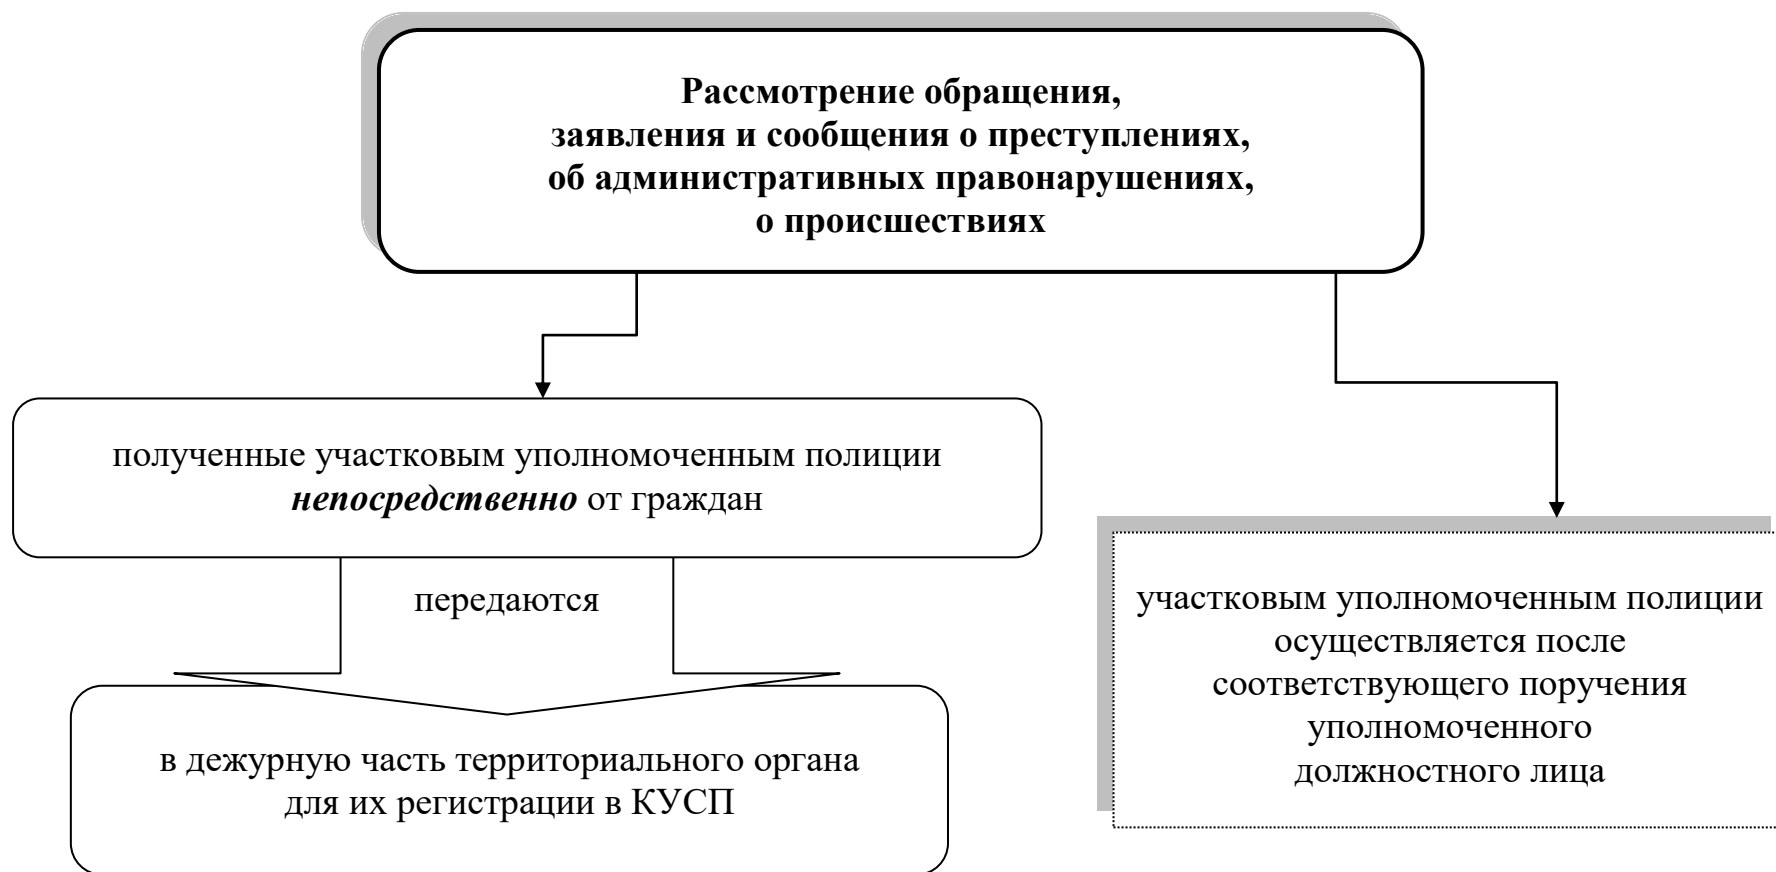 Рассмотрение обращения,
заявления и сообщения о преступлениях,
об административных правонарушениях,
о происшествиях
полученные участковым уполномоченным полиции
непосредственно от граждан
передаются
в дежурную часть территориального органа
для их регистрации в КУСП
участковым уполномоченным полиции
осуществляется после
соответствующего поручения
уполномоченного
должностного лица